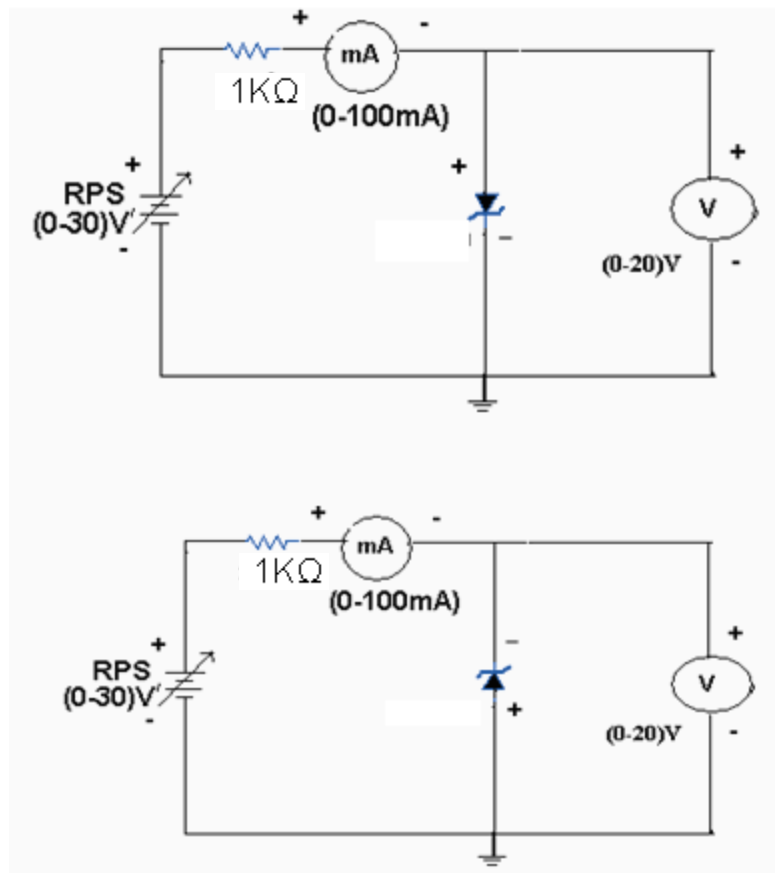 + -
mA
1KΩ
(0-100mA)
+ + +
RPS
(0-30)V
V
- -
(0-20)V -
+ -
mA
1KΩ
(0-100mA)
- +
+
RPS
(0-30)V
V
+
- (0-20)V -